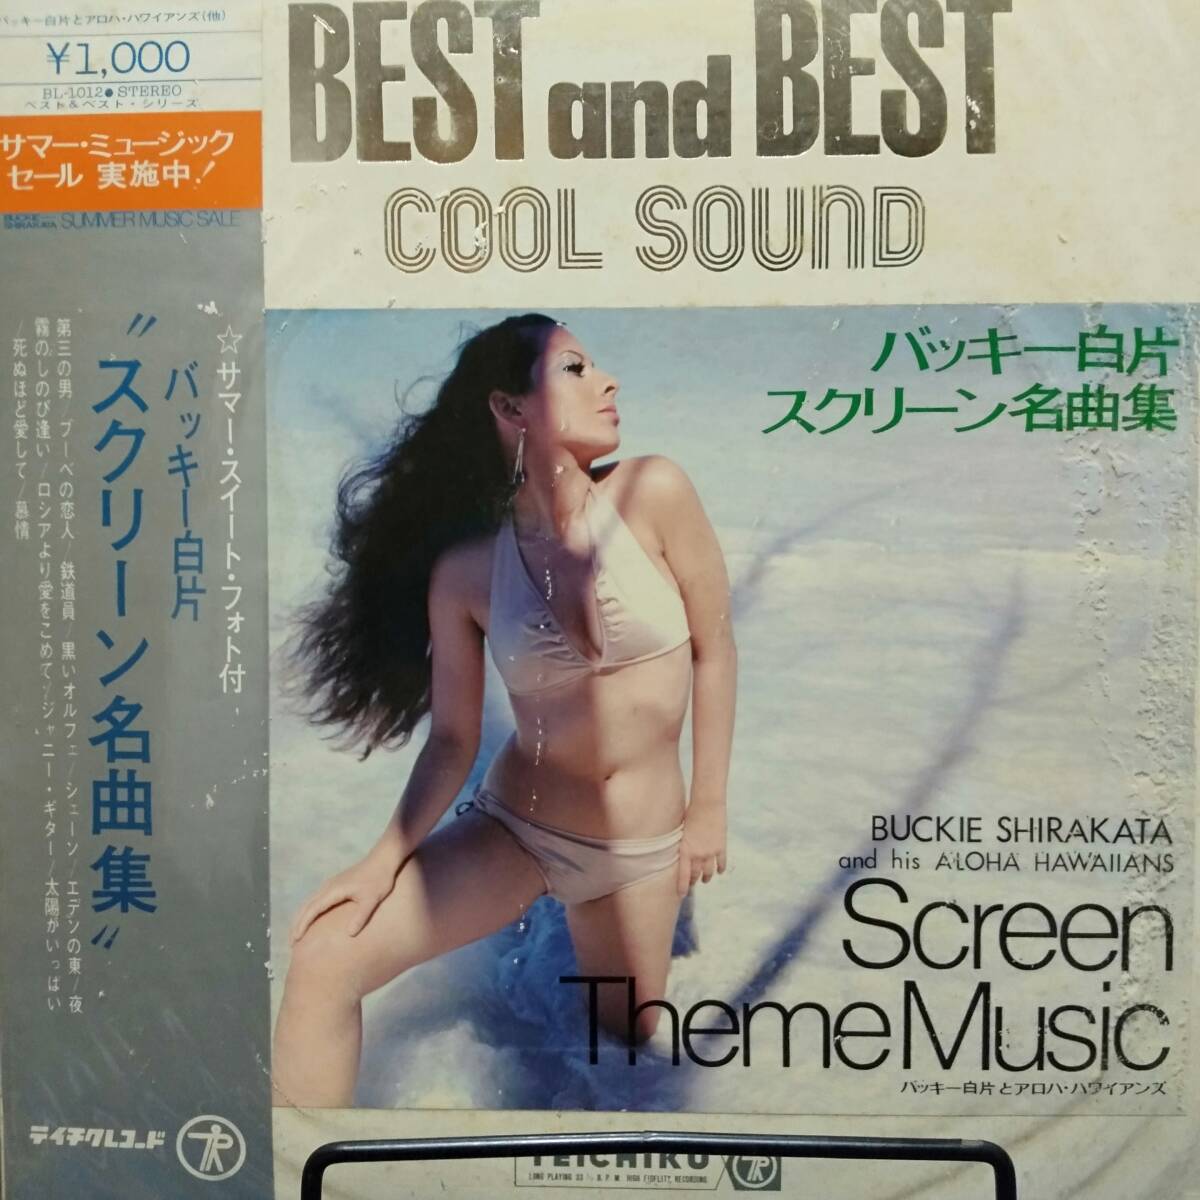 バッキー白片とアロハ・ハワイアンズ(他)
¥1,000
BL-1012●STEREO
ベスト&ベスト・シリーズ
サマー・ミュージック
セール 実施中!
BUCKIE
SHIRAKATA
SUMMER MUSIC SALE
☆サマー・スイート・フォト付
バッキー白片
"スクリーン名曲集"
第三の男/ブーベの恋人/鉄道員/黒いオルフェ/シェーン/エデンの東/夜
霧のしのび逢い/ロシアより愛をこめて/ジャニー・ギター/太陽がいっぱい
/死ぬほど愛して/慕情
テイチクレコード
BEST and BEST
COOL SOUND
バッキー白片
スクリーン名曲集
BUCKIE SHIRAKATA
and his ALOHA HAWAIIANS
Screen
Theme Music
バッキー白片とアロハ・ハワイアンズ
TEICHIKU
LONG PLAYING 33 ⅓ R.P.M. HIGH FIDELITY RECORDING